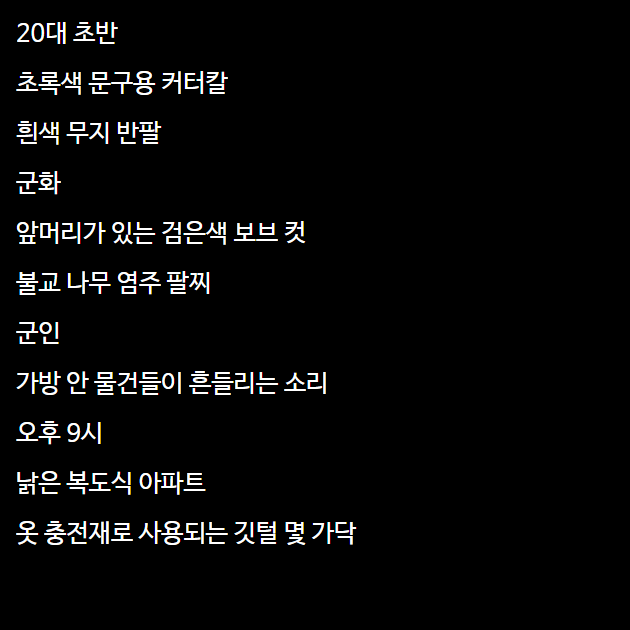 20대 초반
초록색 문구용 커터칼
흰색 무지 반팔
군화
앞머리가 있는 검은색 보브 컷
불교 나무 염주 팔찌
군인
가방 안 물건들이 흔들리는 소리
오후 9시
낡은 복도식 아파트
옷 충전재로 사용되는 깃털 몇 가닥